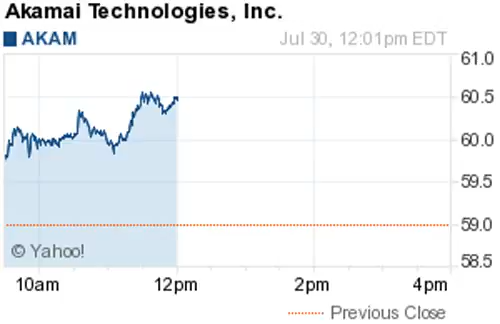 Akamai Technologies, Inc.
AKAM Jul 30, 12:01pm EDT
61.0
60.5
60.0
59.5
59.0
58.5
© Yahoo!
10am 12pm 2pm 4pm
Previous Close